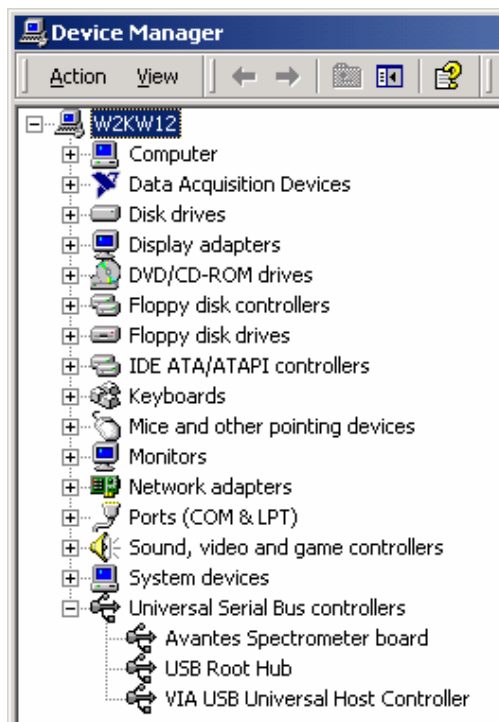 Device Manager
Action View
W2KW12
Computer
Data Acquisition Devices
Disk drives
Display adapters
DVD/CD-ROM drives
Floppy disk controllers
Floppy disk drives
IDE ATA/ATAPI controllers
Keyboards
Mice and other pointing devices
Monitors
Network adapters
Ports (COM & LPT)
Sound, video and game controllers
System devices
Universal Serial Bus controllers
Avantes Spectrometer board
USB Root Hub
VIA USB Universal Host Controller